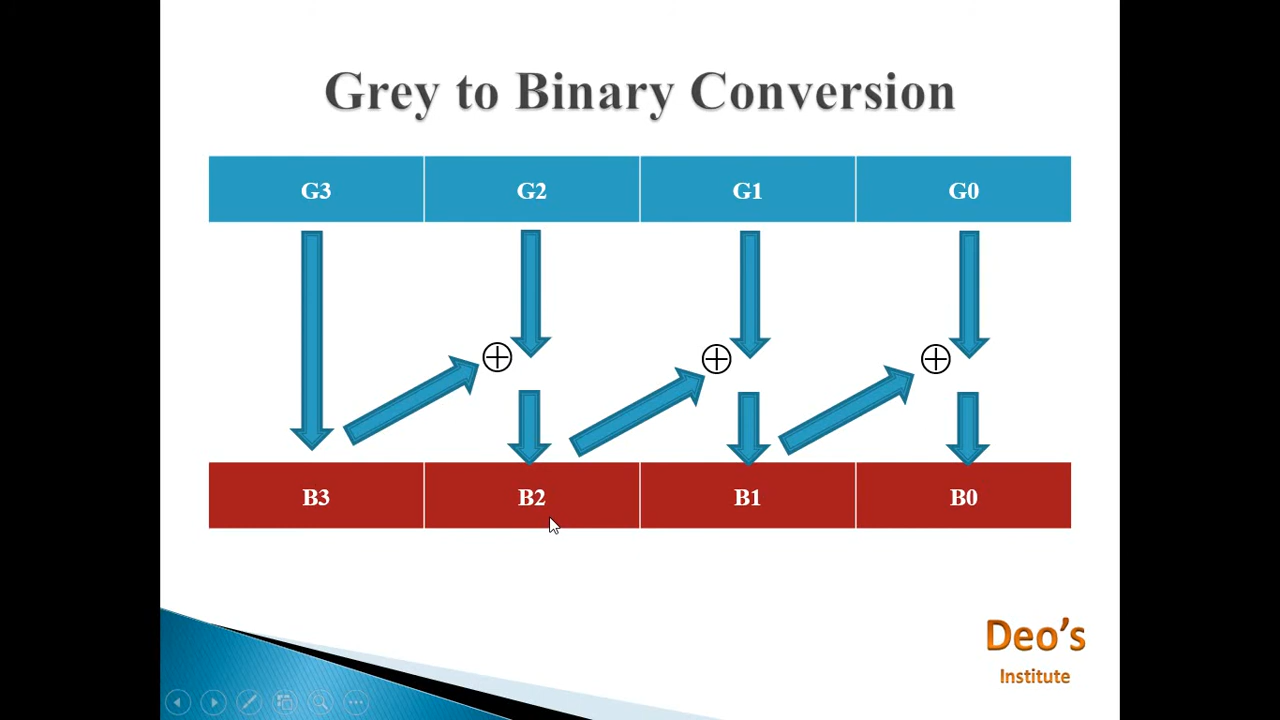 Grey to Binary Conversion
G3 G2 G1 G0
B3 B2 B1 B0
Deo's
Institute